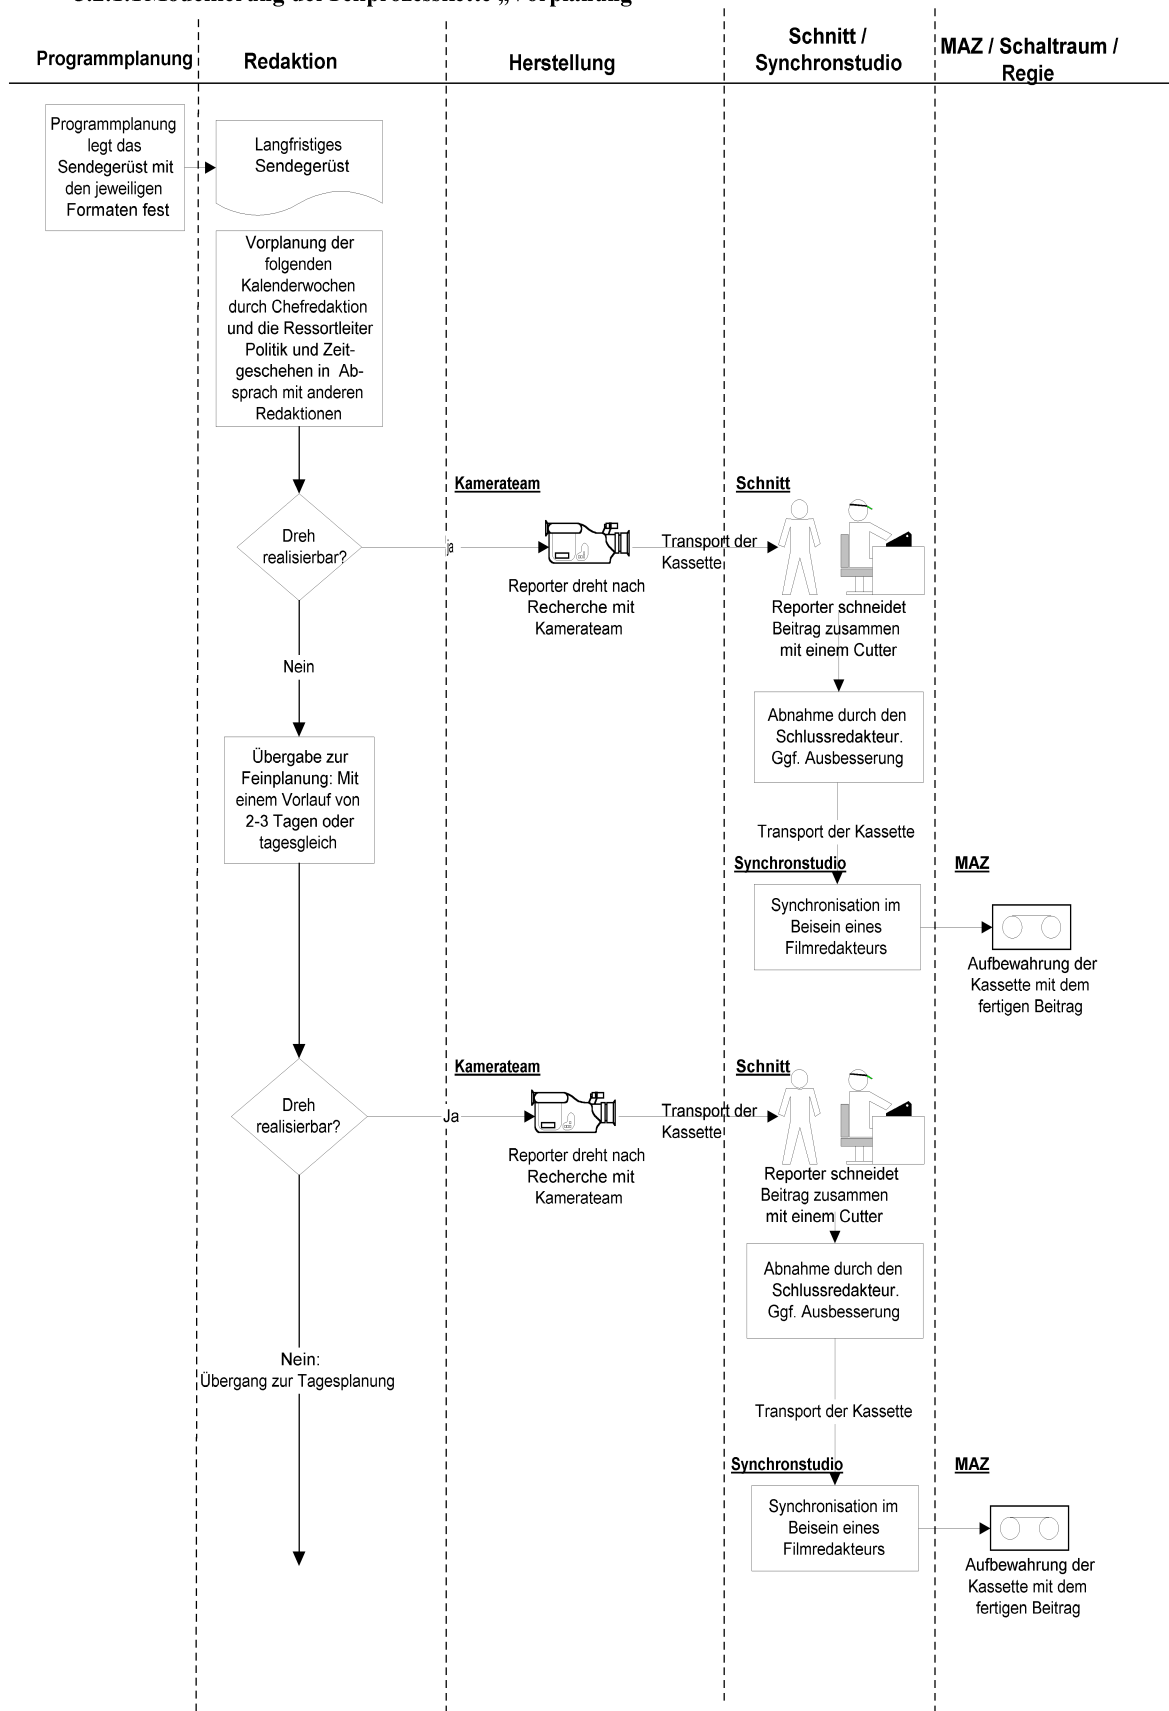 Programmplanung
Redaktion
Herstellung
Schnitt /
Synchronstudio
MAZ / Schaltraum /
Regie
Programmplanung
legt das
Sendegerüst mit
den jeweiligen
Formaten fest
Langfristiges
Sendegerüst
Vorplanung der
folgenden
Kalenderwochen
durch Chefredaktion
und die Ressortleiter
Politik und Zeit-
geschehen in Ab-
sprach mit anderen
Redaktionen
Dreh
realisierbar?
ja
Kamerateam
Reporter dreht nach
Recherche mit
Kamerateam
Transport der
Kassette
Schnitt
Reporter schneidet
Beitrag zusammen
mit einem Cutter
Abnahme durch den
Schlussredakteur.
Ggf. Ausbesserung
Transport der Kassette
Synchronstudio
Synchronisation im
Beisein eines
Filmredakteurs
MAZ
Aufbewahrung der
Kassette mit dem
fertigen Beitrag
Nein
Übergabe zur
Feinplanung: Mit
einem Vorlauf von
2-3 Tagen oder
tagesgleich
Dreh
realisierbar?
Ja
Kamerateam
Reporter dreht nach
Recherche mit
Kamerateam
Transport der
Kassette
Schnitt
Reporter schneidet
Beitrag zusammen
mit einem Cutter
Abnahme durch den
Schlussredakteur.
Ggf. Ausbesserung
Transport der Kassette
Synchronstudio
Synchronisation im
Beisein eines
Filmredakteurs
MAZ
Aufbewahrung der
Kassette mit dem
fertigen Beitrag
Nein:
Übergang zur Tagesplanung